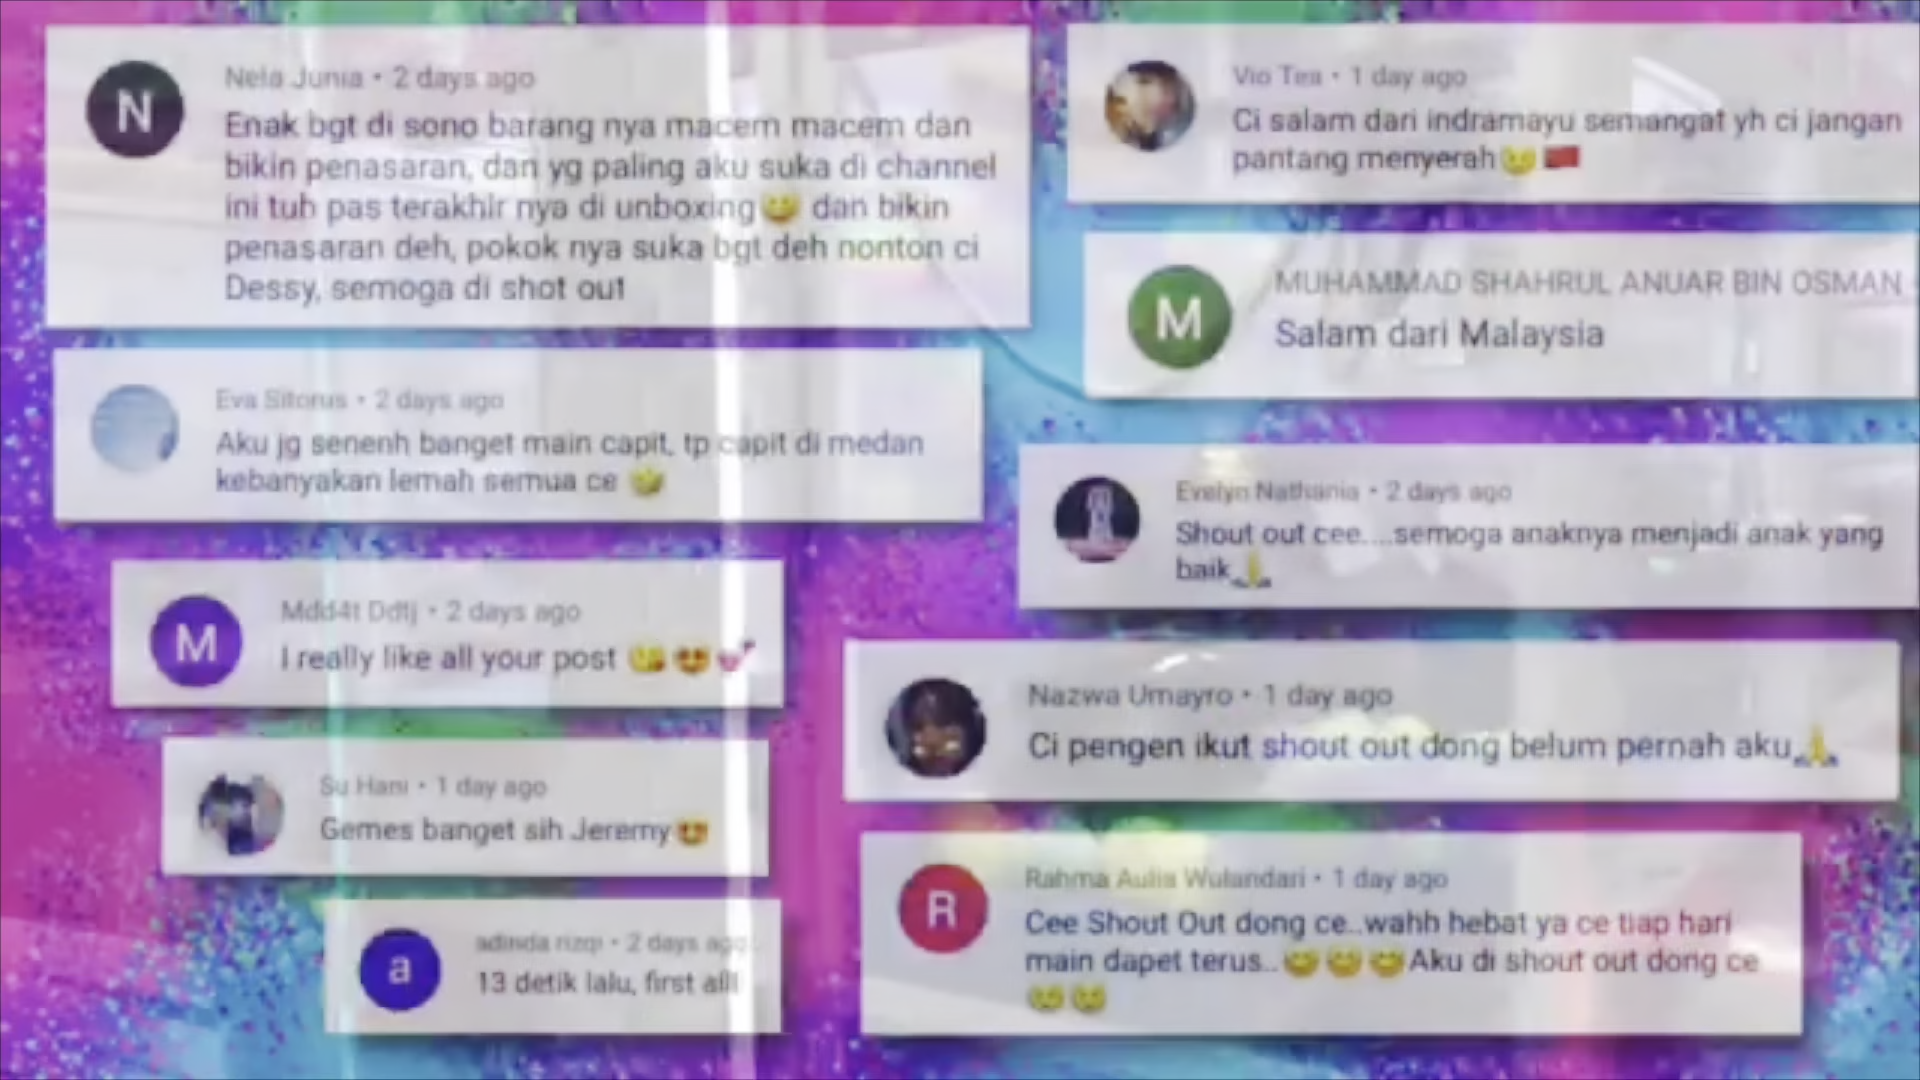 N
Nela Junia • 2 days ago
Enak bgt di sono barang nya macem macem dan
bikin penasaran, dan yg paling aku suka di channel
ini tuh pas terakhir nya di unboxing😄 dan bikin
penasaran deh, pokok nya suka bgt deh nonton ci
Dessy, semoga di shot out
Eva Sitorus • 2 days ago
Aku jg senenh banget main capit, tp capit di medan
kebanyakan lemah semua ce
M
Mdd4t Ddtj • 2 days ago
I really like all your post 😘😍💕
Su Hani • 1 day ago
Gemes banget sih Jeremy😍
a
adinda rizqi • 2 days ago
13 detik lalu, first alll
Vio Tea • 1 day ago
Ci salam dari indramayu semangat yh ci jangan
pantang menyerah
M
MUHAMMAD SHAHRUL ANUAR BIN OSMAN
Salam dari Malaysia
Evelyn Nathania • 2 days ago
Shout out cee....semoga anaknya menjadi anak yang
baik🙏
Nazwa Umayro • 1 day ago
Ci pengen ikut shout out dong belum pernah aku🙏
R
Rahma Aulia Wulandari • 1 day ago
Cee Shout Out dong ce..wahh hebat ya ce tiap hari
main dapet terus..😄😄😄Aku di shout out dong ce